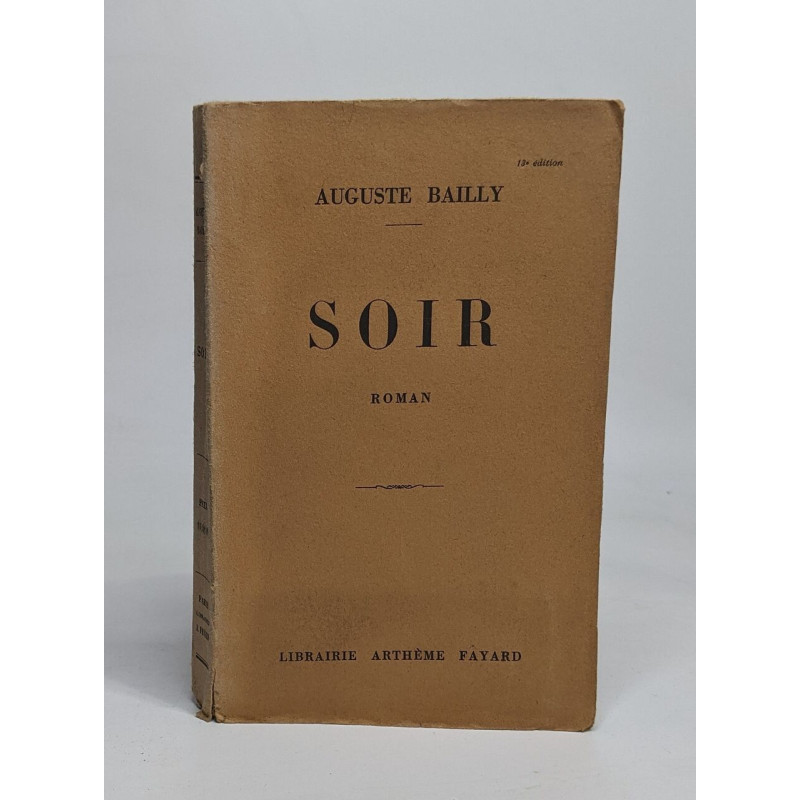 13e édition
AUGUSTE BAILLY
SOIR
ROMAN
LIBRAIRIE ARTHÈME FAYARD